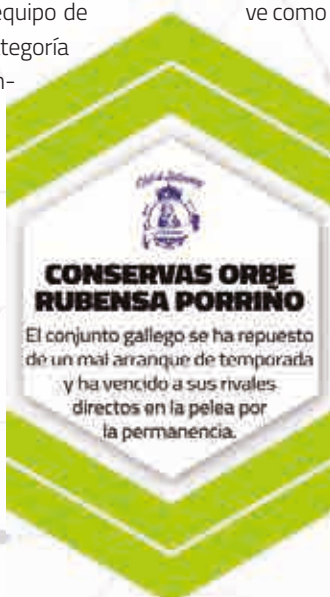 equipo de
tegoría
n-
ve como
CONSERVAS ORBE
RUBENSA PORRIÑO
El conjunto gallego se ha repuesto
de un mal arranque de temporada
y ha vencido a sus rivales
directos en la pelea por
la permanencia.